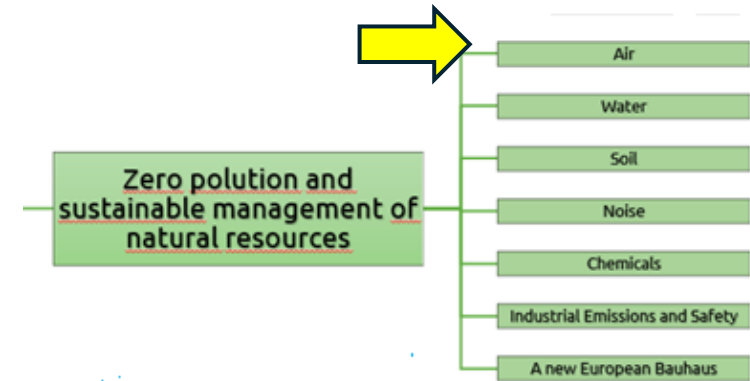 Zero polution and
sustainable management of
natural resources
Air
Water
Soil
Noise
Chemicals
Industrial Emissions and Safety
A new European Bauhaus